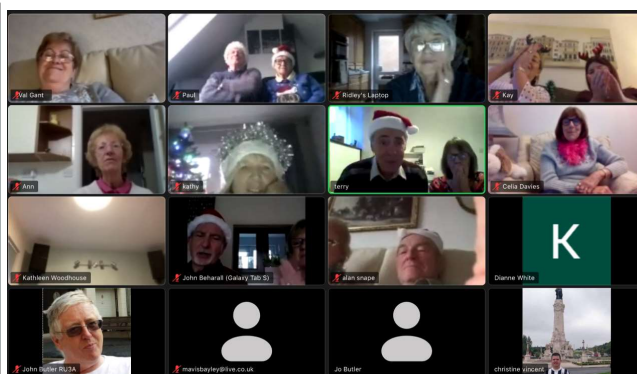 Val Gant
Paul
Ridley's Laptop
Kay
Ann
kathy
terry
Celia Davies
Kathleen Woodhouse
John Beharall (Galaxy Tab S)
alan snape
K
Dianne White
John Butler RU3A
mavisbayley@live.co.uk
Jo Butler
christine vincent